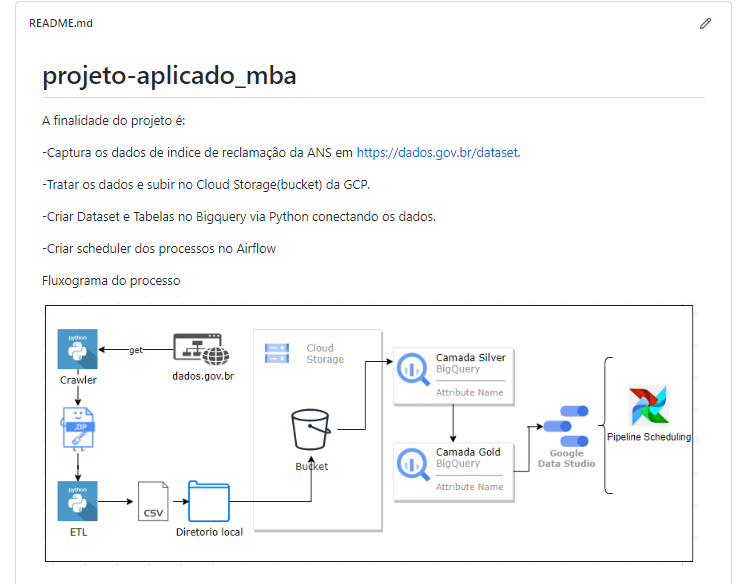 README.md
projeto-aplicado_mba
A finalidade do projeto é:
-Captura os dados de indice de reclamação da ANS em https://dados.gov.br/dataset.
-Tratar os dados e subir no Cloud Storage(bucket) da GCP.
-Criar Dataset e Tabelas no Bigquery via Python conectando os dados.
-Criar scheduler dos processos no Airflow
Fluxograma do processo
python
Crawler
get
dados.gov.br
.ZIP
python
ETL
CSV
Diretorio local
Cloud
Storage
Bucket
Camada Silver
BigQuery
Attribute Name
Camada Gold
BigQuery
Attribute Name
Google
Data Studio
Pipeline Scheduling